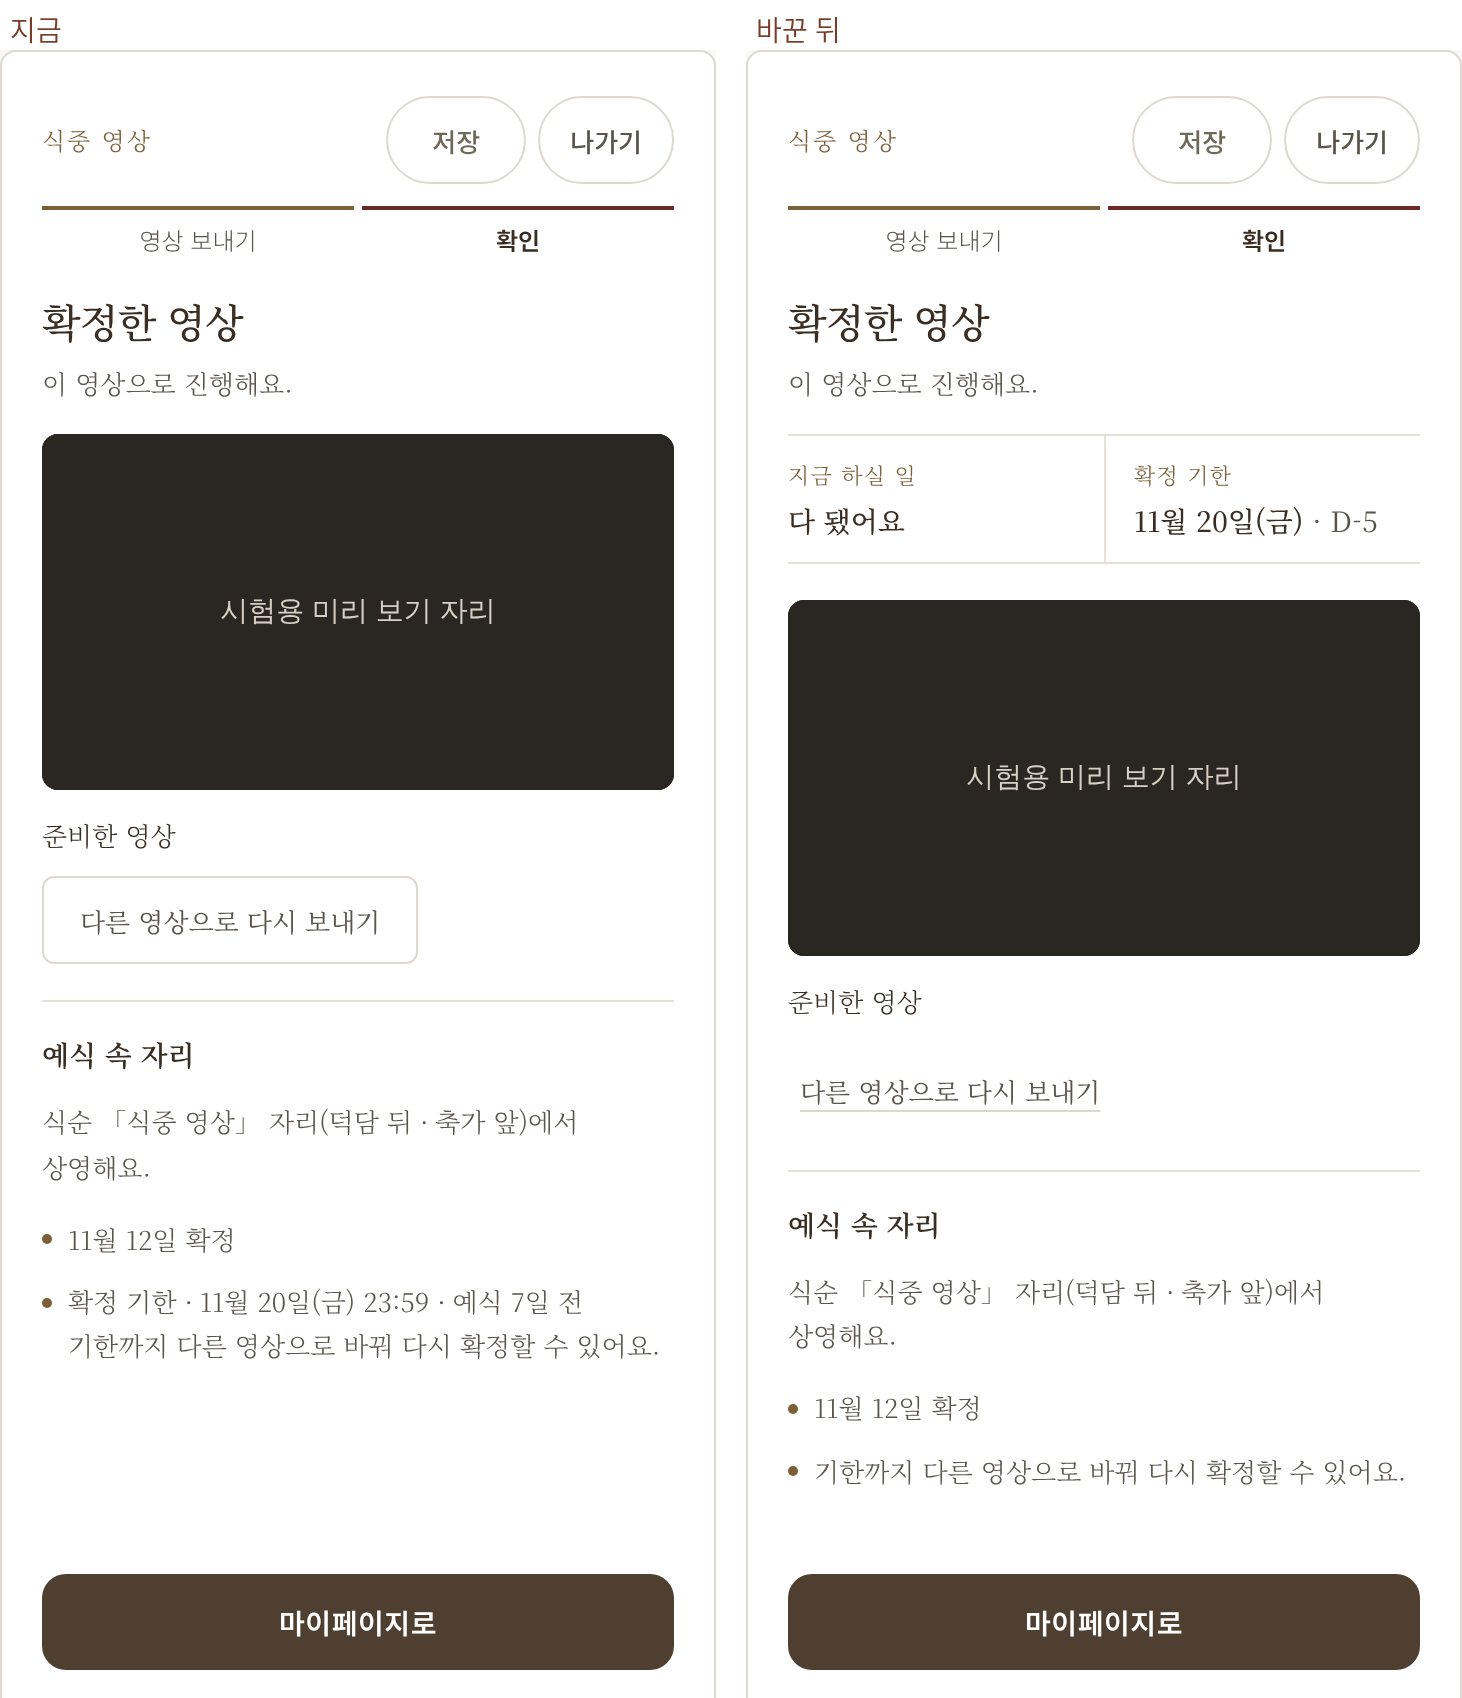 지금
식중 영상
저장
나가기
영상 보내기
확인
확정한 영상
이 영상으로 진행해요.
시험용 미리 보기 자리
준비한 영상
다른 영상으로 다시 보내기
예식 속 자리
식순 「식중 영상」 자리(덕담 뒤 · 축가 앞)에서
상영해요.
11월 12일 확정
확정 기한 · 11월 20일(금) 23:59 · 예식 7일 전
기한까지 다른 영상으로 바꿔 다시 확정할 수 있어요.
마이페이지로
바꾼 뒤
식중 영상
저장
나가기
영상 보내기
확인
확정한 영상
이 영상으로 진행해요.
지금 하실 일
다 됐어요
확정 기한
11월 20일(금) · D-5
시험용 미리 보기 자리
준비한 영상
다른 영상으로 다시 보내기
예식 속 자리
식순 「식중 영상」 자리(덕담 뒤 · 축가 앞)에서
상영해요.
11월 12일 확정
기한까지 다른 영상으로 바꿔 다시 확정할 수 있어요.
마이페이지로